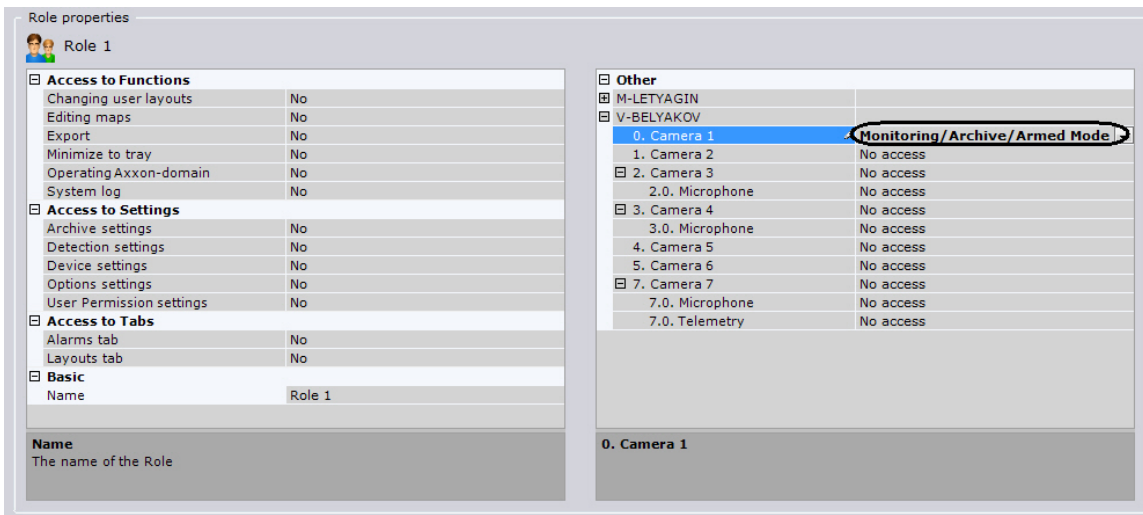 Role properties
Role 1
Access to Functions
Changing user layouts No
Editing maps No
Export No
Minimize to tray No
Operating Axxon-domain No
System log No
Access to Settings
Archive settings No
Detection settings No
Device settings No
Options settings No
User Permission settings No
Access to Tabs
Alarms tab No
Layouts tab No
Basic
Name Role 1
Name
The name of the Role
Other
M-LETYAGIN
V-BELYAKOV
0. Camera 1 Monitoring/Archive/Armed Mode
1. Camera 2 No access
2. Camera 3 No access
2.0. Microphone No access
3. Camera 4 No access
3.0. Microphone No access
4. Camera 5 No access
5. Camera 6 No access
7. Camera 7 No access
7.0. Microphone No access
7.0. Telemetry No access
0. Camera 1